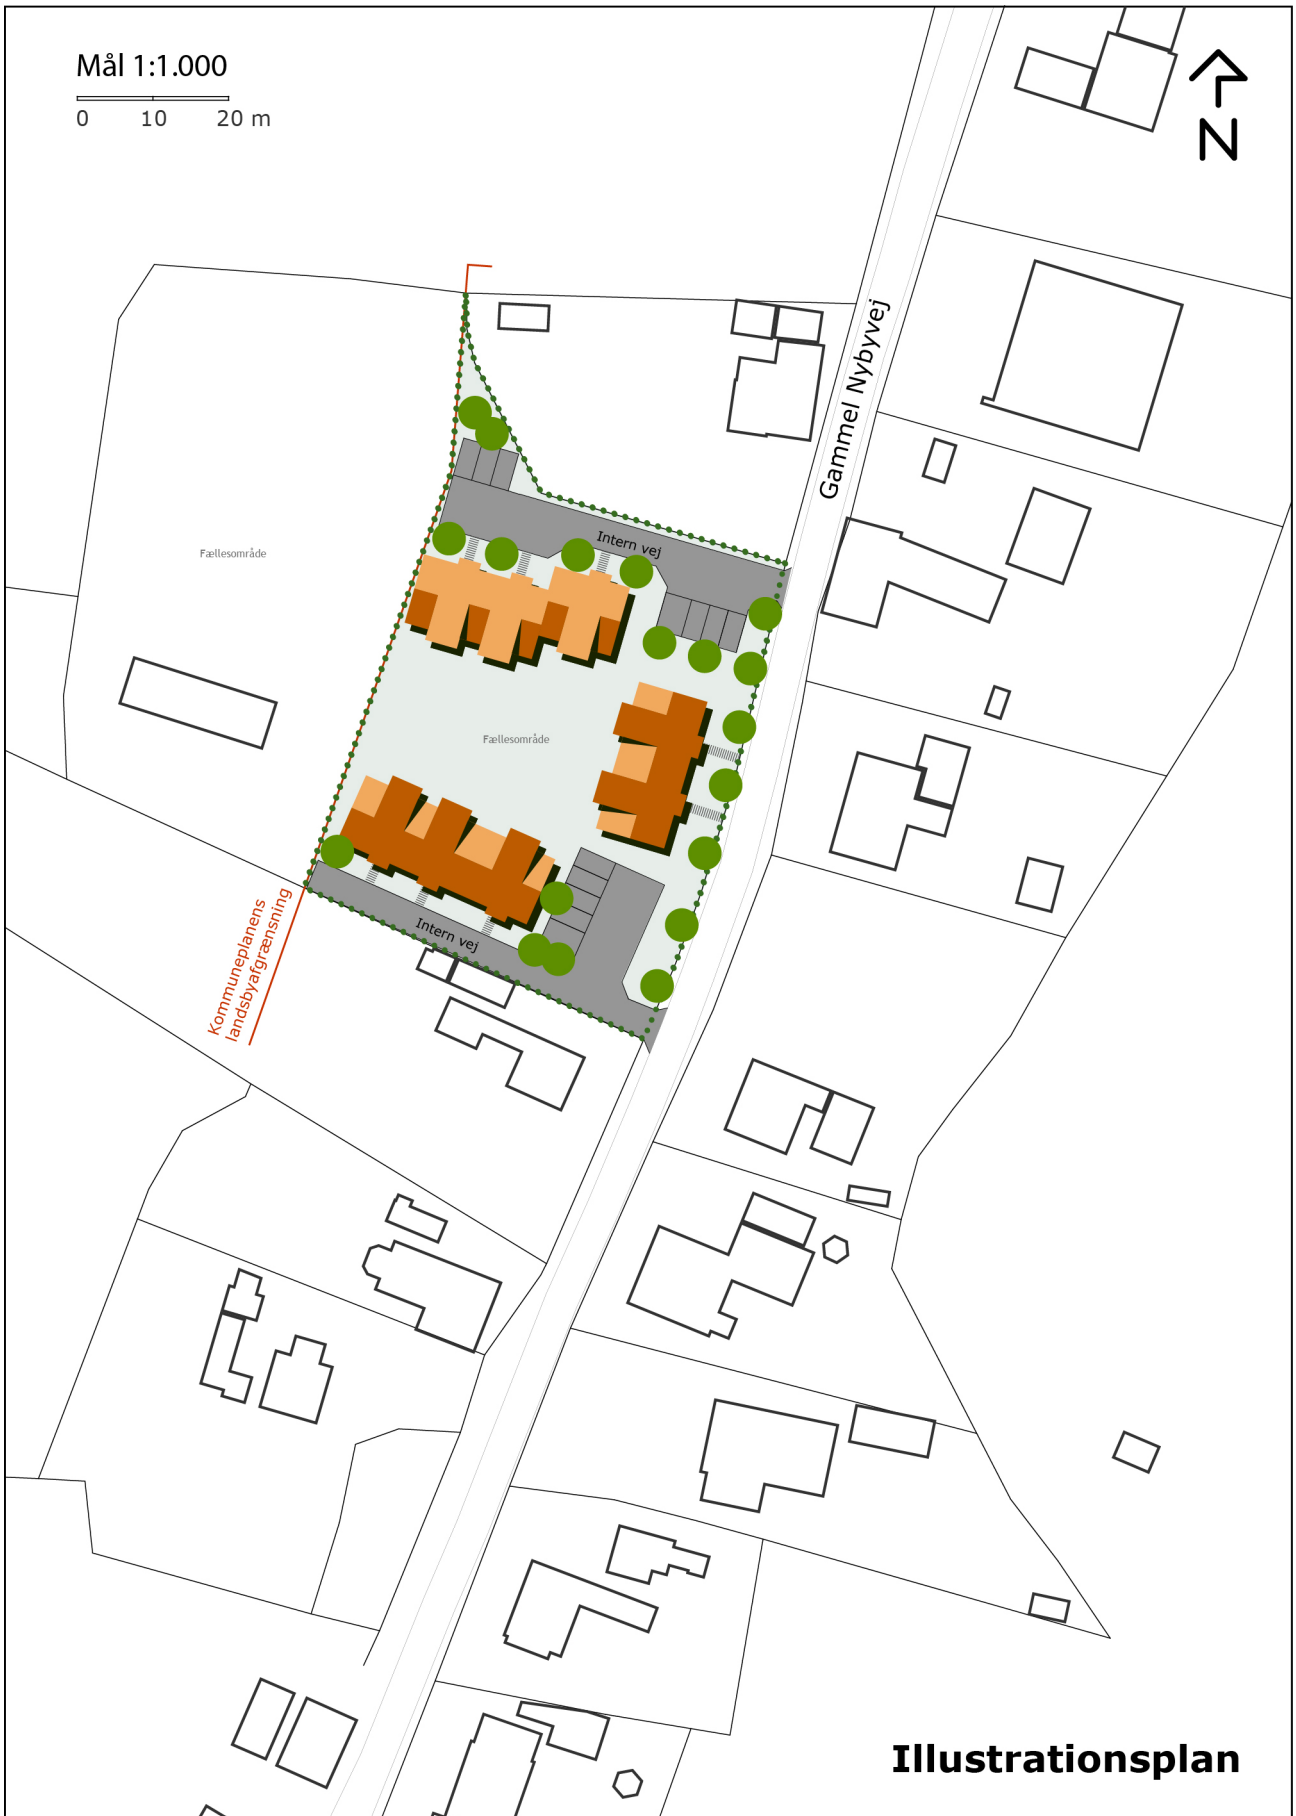 Mål 1:1.000
0 10 20 m
N
Gammel Nybyvej
Intern vej
Fællesområde
Fællesområde
Intern vej
Kommuneplanens
landsbyafgrænsning
Illustrationsplan